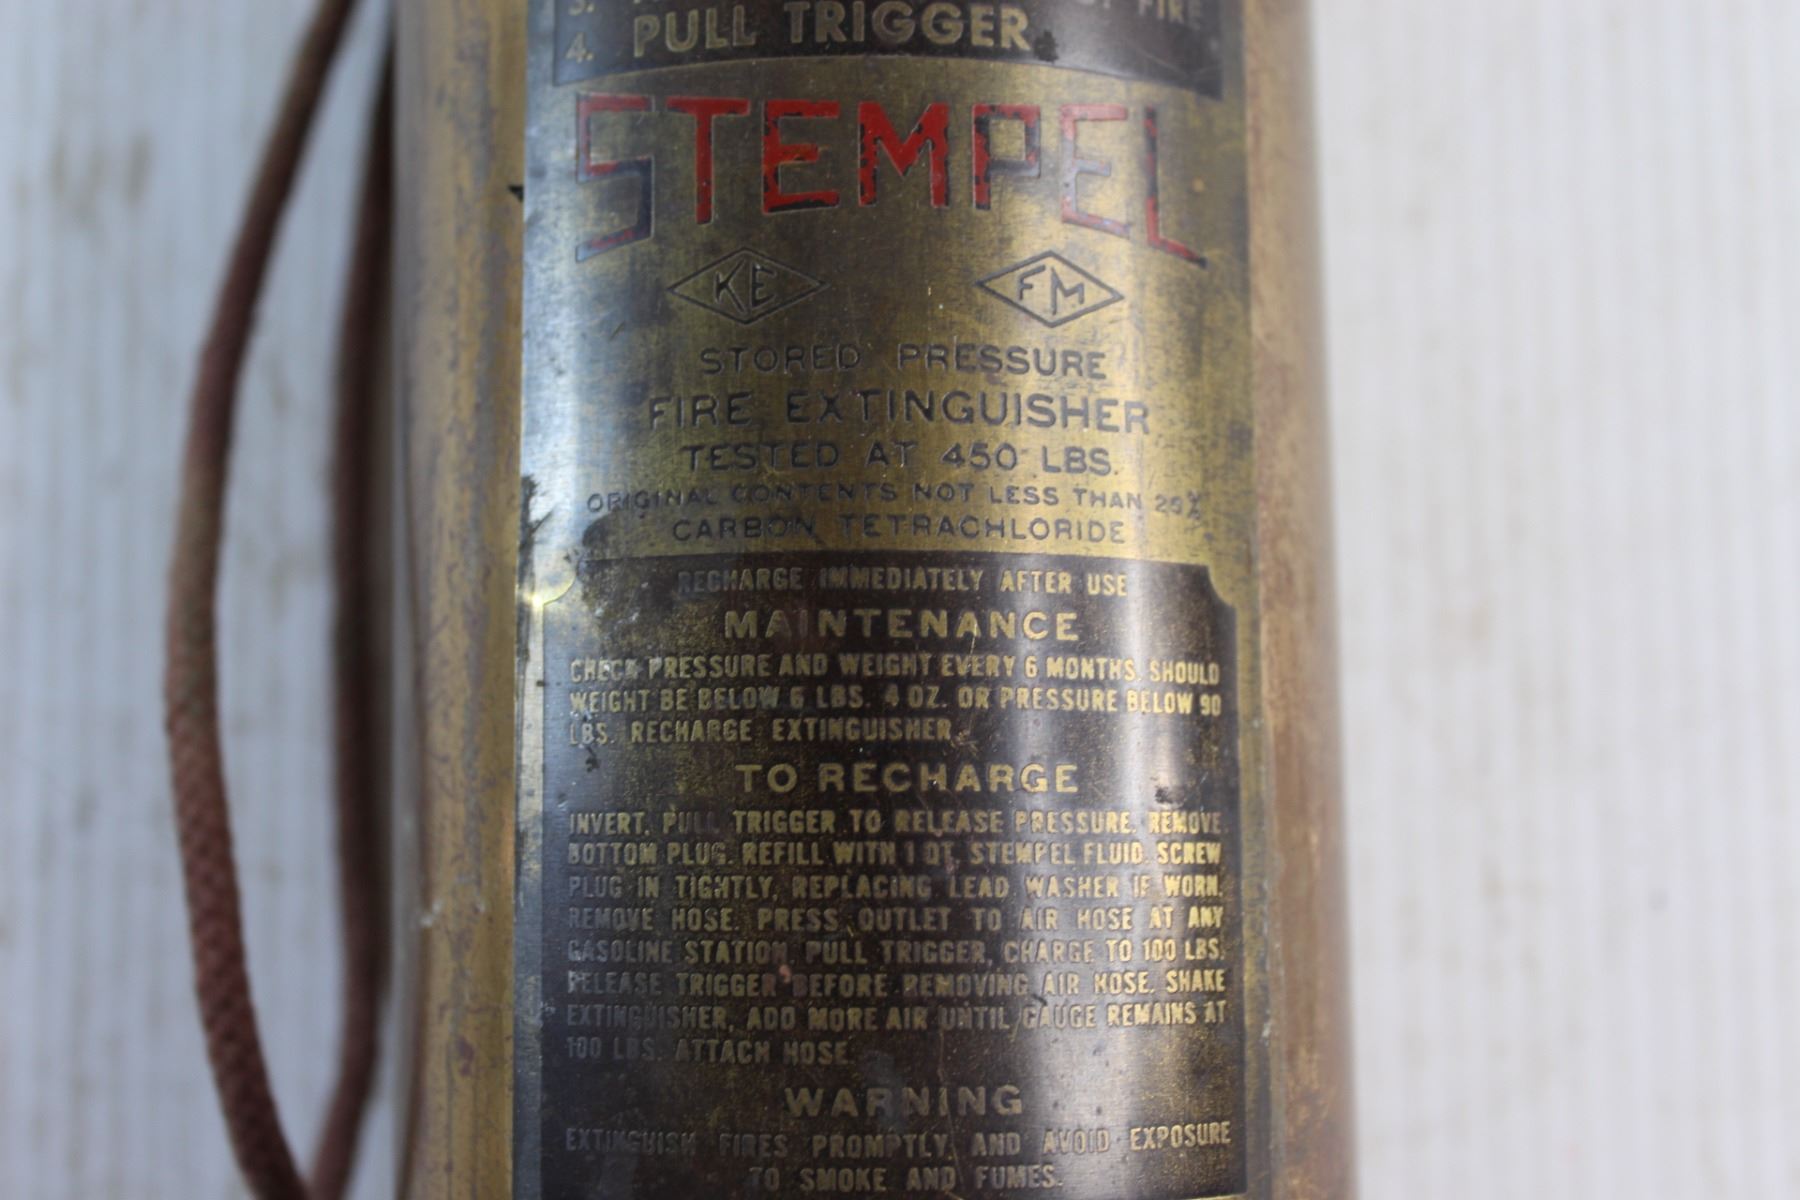 3. FIRE
4. PULL TRIGGER
STEMPEL
KE FM
STORED PRESSURE
FIRE EXTINGUISHER
TESTED AT 450 LBS.
ORIGINAL CONTENTS NOT LESS THAN
CARBON TETRACHLORIDE
RECHARGE IMMEDIATELY AFTER USE
MAINTENANCE
CHECK PRESSURE AND WEIGHT EVERY 6 MONTHS. SHOULD
WEIGHT BE BELOW 6 LBS. 4 OZ. OR PRESSURE BELOW 90
LBS. RECHARGE EXTINGUISHER.
TO RECHARGE
INVERT. PULL TRIGGER TO RELEASE PRESSURE. REMOVE
BOTTOM PLUG. REFILL WITH 1 QT. STEMPEL FLUID. SCREW
PLUG IN TIGHTLY, REPLACING LEAD WASHER IF WORN.
REMOVE HOSE. PRESS OUTLET TO AIR HOSE AT ANY
GASOLINE STATION. PULL TRIGGER, CHARGE TO 100 LBS.
RELEASE TRIGGER BEFORE REMOVING AIR HOSE. SHAKE
EXTINGUISHER, ADD MORE AIR UNTIL GAUGE REMAINS AT
100 LBS. ATTACH HOSE.
WARNING
EXTINGUISH FIRES PROMPTLY AND AVOID EXPOSURE
TO SMOKE AND FUMES.